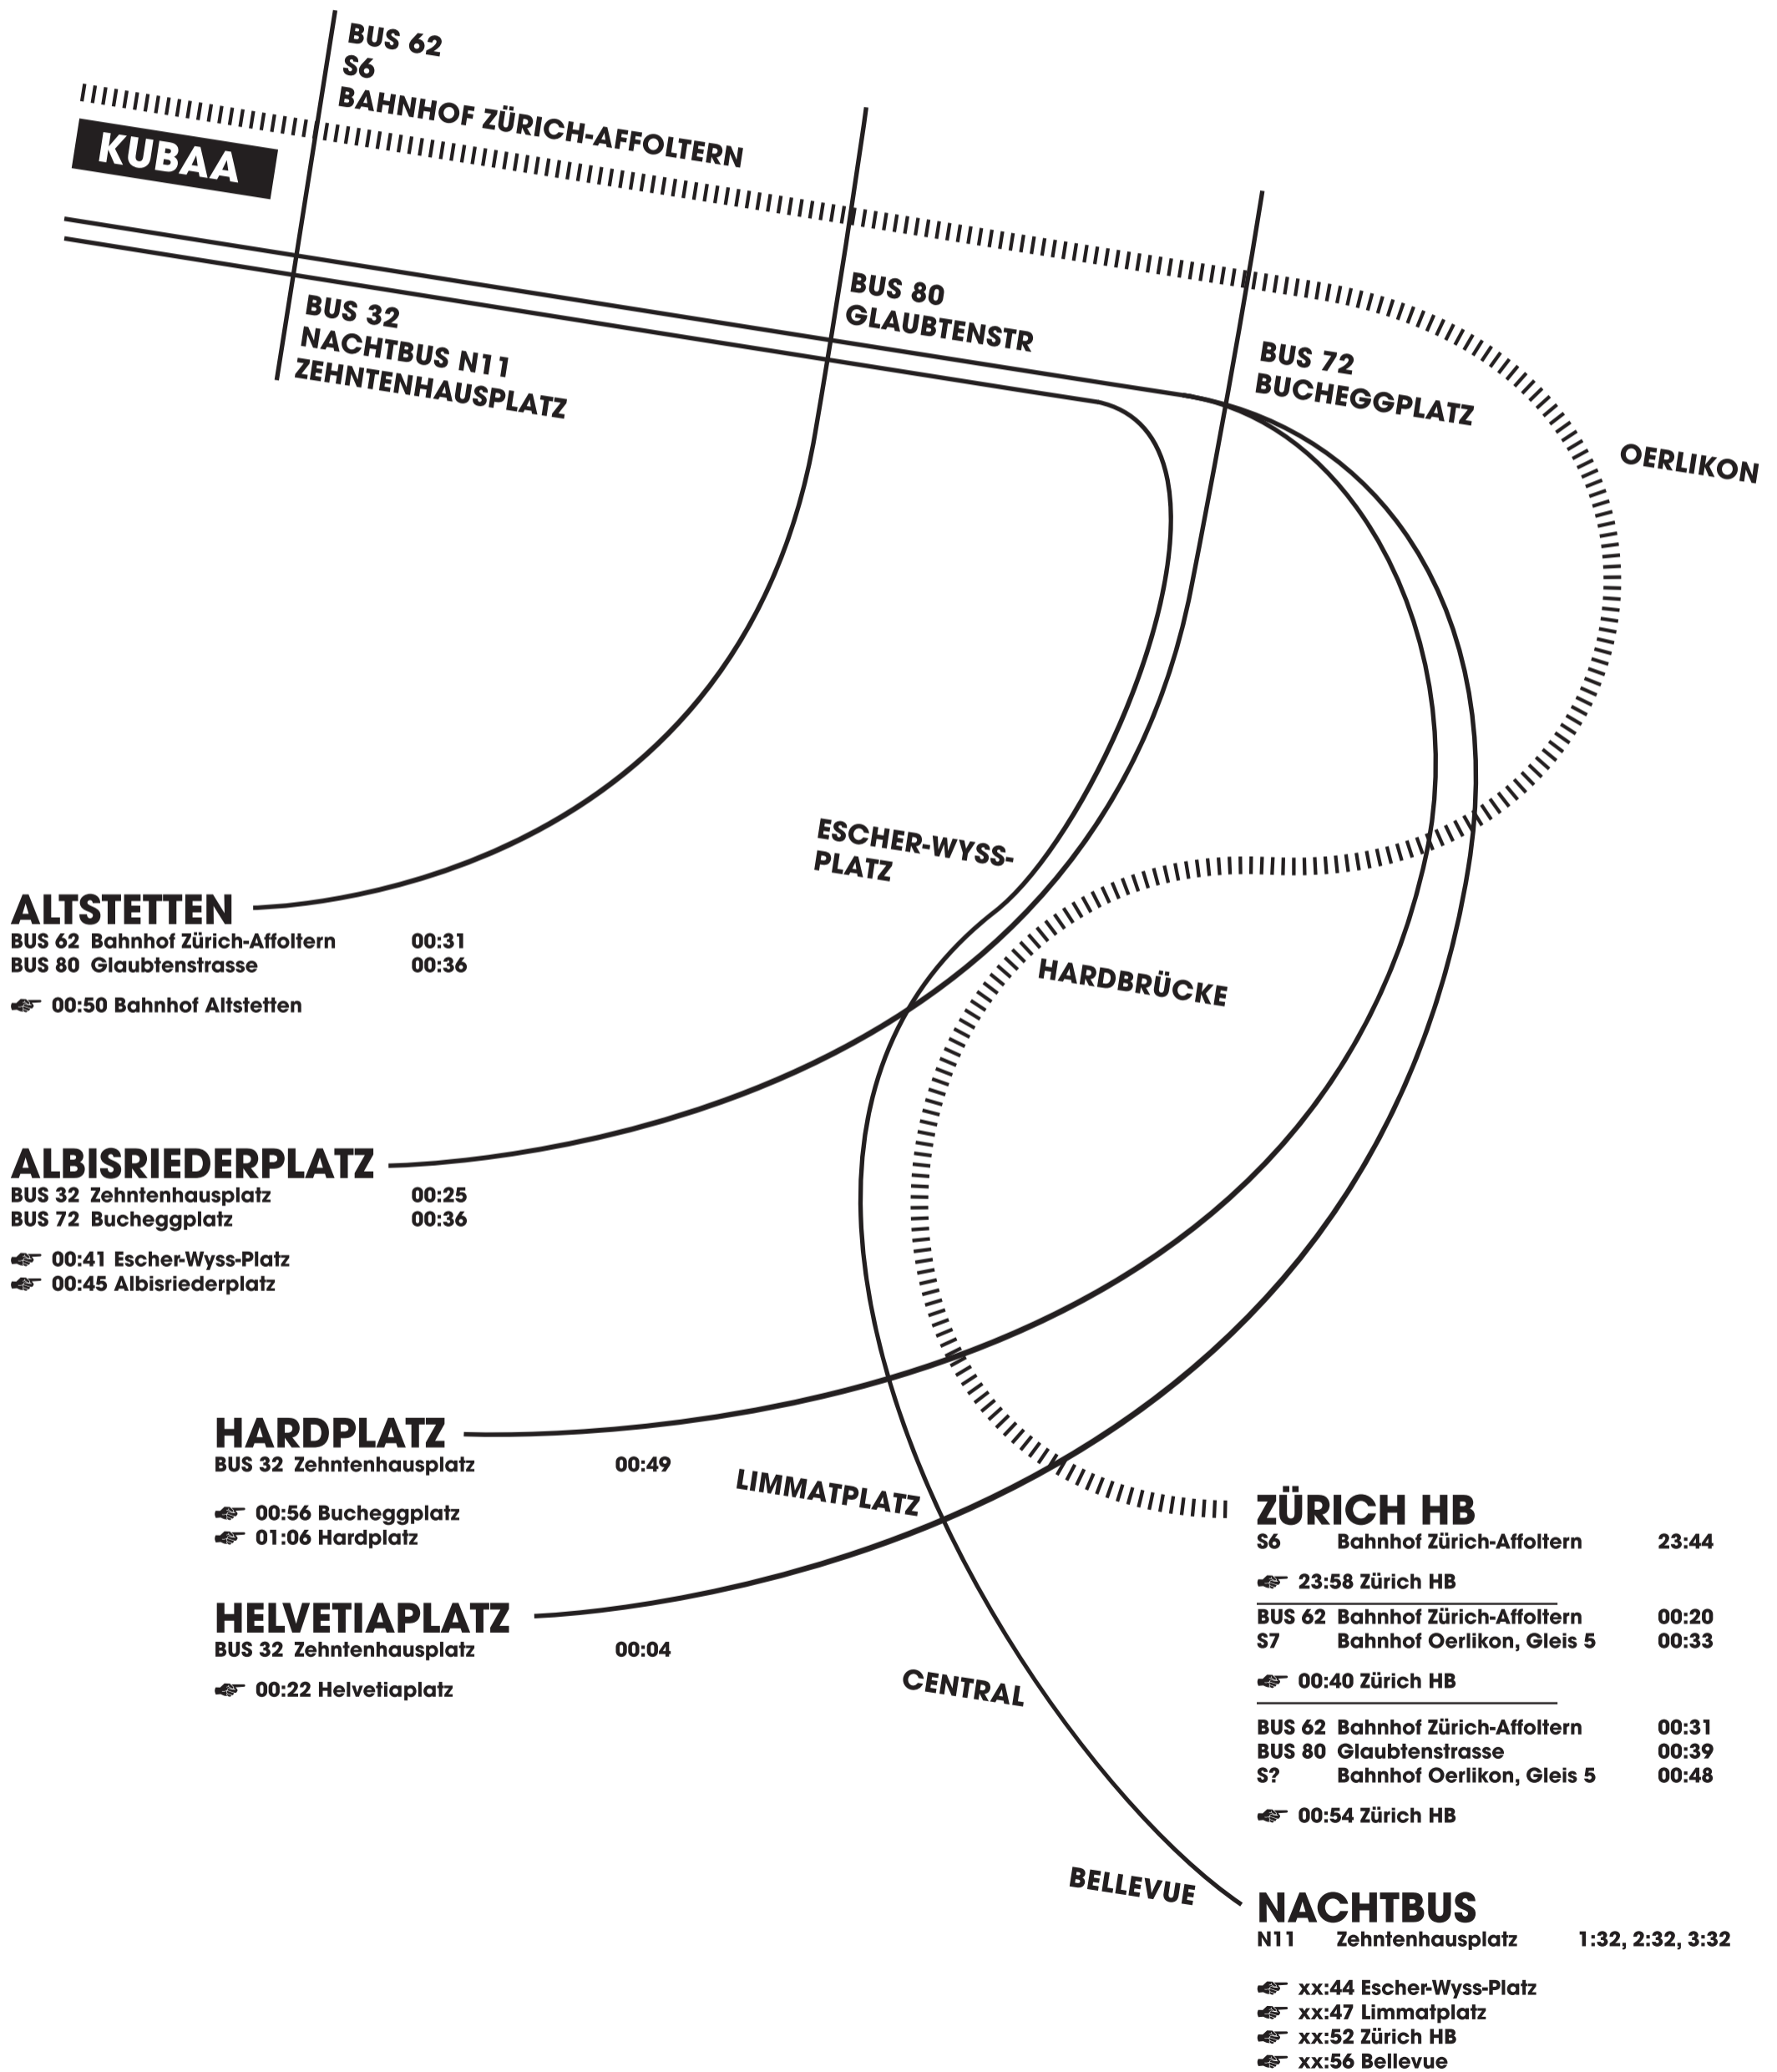 BUS 62
S6
BAHNHOF ZÜRICH-AFFOLTERN
KUBAA
BUS 32
NACHTBUS N11
ZEHNTENHAUSPLATZ
BUS 80
GLAUBTENSTR
BUS 72
BUCHEGGPLATZ
OERLIKON
ESCHER-WYSS-
PLATZ
HARDBRÜCKE
ALTSTETTEN
BUS 62 Bahnhof Zürich-Affoltern 00:31
BUS 80 Glaubtenstrasse 00:36
00:50 Bahnhof Altstetten
ALBISRIEDERPLATZ
BUS 32 Zehntenhausplatz 00:25
BUS 72 Bucheggplatz 00:36
00:41 Escher-Wyss-Platz
00:45 Albisriederplatz
HARDPLATZ
BUS 32 Zehntenhausplatz 00:49
00:56 Bucheggplatz
01:06 Hardplatz
LIMMATPLATZ
HELVETIAPLATZ
BUS 32 Zehntenhausplatz 00:04
00:22 Helvetiaplatz
CENTRAL
BELLEVUE
ZÜRICH HB
S6 Bahnhof Zürich-Affoltern 23:44
23:58 Zürich HB
BUS 62 Bahnhof Zürich-Affoltern 00:20
S7 Bahnhof Oerlikon, Gleis 5 00:33
00:40 Zürich HB
BUS 62 Bahnhof Zürich-Affoltern 00:31
BUS 80 Glaubtenstrasse 00:39
S? Bahnhof Oerlikon, Gleis 5 00:48
00:54 Zürich HB
NACHTBUS
N11 Zehntenhausplatz 1:32, 2:32, 3:32
xx:44 Escher-Wyss-Platz
xx:47 Limmatplatz
xx:52 Zürich HB
xx:56 Bellevue